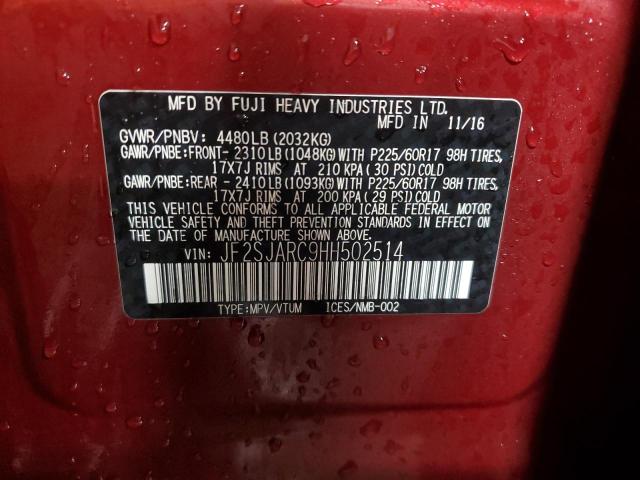 MFD BY FUJI HEAVY INDUSTRIES LTD.
MFD IN 11/16
GVWR/PNBV: 4480LB(2032KG)
GAWR/PNBE:FRONT-2310LB(1048KG)WITH P225/60R17 98H TIRES,
17X7J RIMS AT 210 KPA(30 PSI)COLD
GAWR/PNBE:REAR -2410LB(1093KG)WITH P225/60R17 98H TIRES,
17X7J RIMS AT 200 KPA(29 PSI)COLD
THIS VEHICLE CONFORMS TO ALL APPLICABLE FEDERAL MOTOR
VEHICLE SAFETY AND BUMPER STANDARDS IN EFFECT ON
THE DATE OF MANUFACTURE SHOWN ABOVE.
VIN: JF2SJARC9HH502514
TYPE:MPV/VTUM ICES/NMB-002